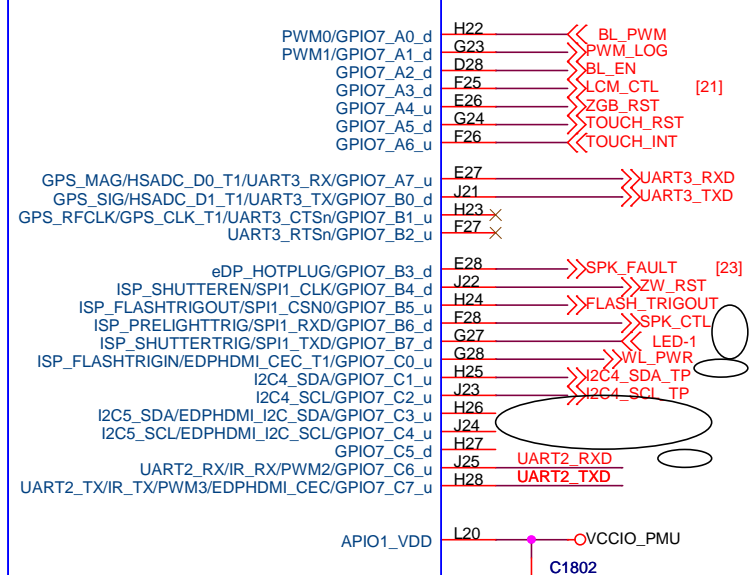 PWM0/GPIO7_A0_d H22 BL_PWM
PWM1/GPIO7_A1_d G23 PWM_LOG
GPIO7_A2_d D28 BL_EN
GPIO7_A3_d F25 LCM_CTL [21]
GPIO7_A4_u E26 ZGB_RST
GPIO7_A5_d G24 TOUCH_RST
GPIO7_A6_u F26 TOUCH_INT
GPS_MAG/HSADC_D0_T1/UART3_RX/GPIO7_A7_u E27 UART3_RXD
GPS_SIG/HSADC_D1_T1/UART3_TX/GPIO7_B0_d J21 UART3_TXD
GPS_RFCLK/GPS_CLK_T1/UART3_CTSn/GPIO7_B1_u H23
UART3_RTSn/GPIO7_B2_u F27
eDP_HOTPLUG/GPIO7_B3_d E28 SPK_FAULT [23]
ISP_SHUTTEREN/SPI1_CLK/GPIO7_B4_d J22 ZW_RST
ISP_FLASHTRIGOUT/SPI1_CSN0/GPIO7_B5_u H24 FLASH_TRIGOUT
ISP_PRELIGHTTRIG/SPI1_RXD/GPIO7_B6_d F28 SPK_CTL
ISP_SHUTTERTRIG/SPI1_TXD/GPIO7_B7_d G27 LED-1
ISP_FLASHTRIGIN/EDPHDMI_CEC_T1/GPIO7_C0_u G28 WL_PWR
I2C4_SDA/GPIO7_C1_u H25 I2C4_SDA_TP
I2C4_SCL/GPIO7_C2_u J23 I2C4_SCL_TP
I2C5_SDA/EDPHDMI_I2C_SDA/GPIO7_C3_u H26
I2C5_SCL/EDPHDMI_I2C_SCL/GPIO7_C4_u J24
GPIO7_C5_d H27
UART2_RX/IR_RX/PWM2/GPIO7_C6_u J25 UART2_RXD
UART2_TX/IR_TX/PWM3/EDPHDMI_CEC/GPIO7_C7_u H28 UART2_TXD
APIO1_VDD L20 VCCIO_PMU
C1802